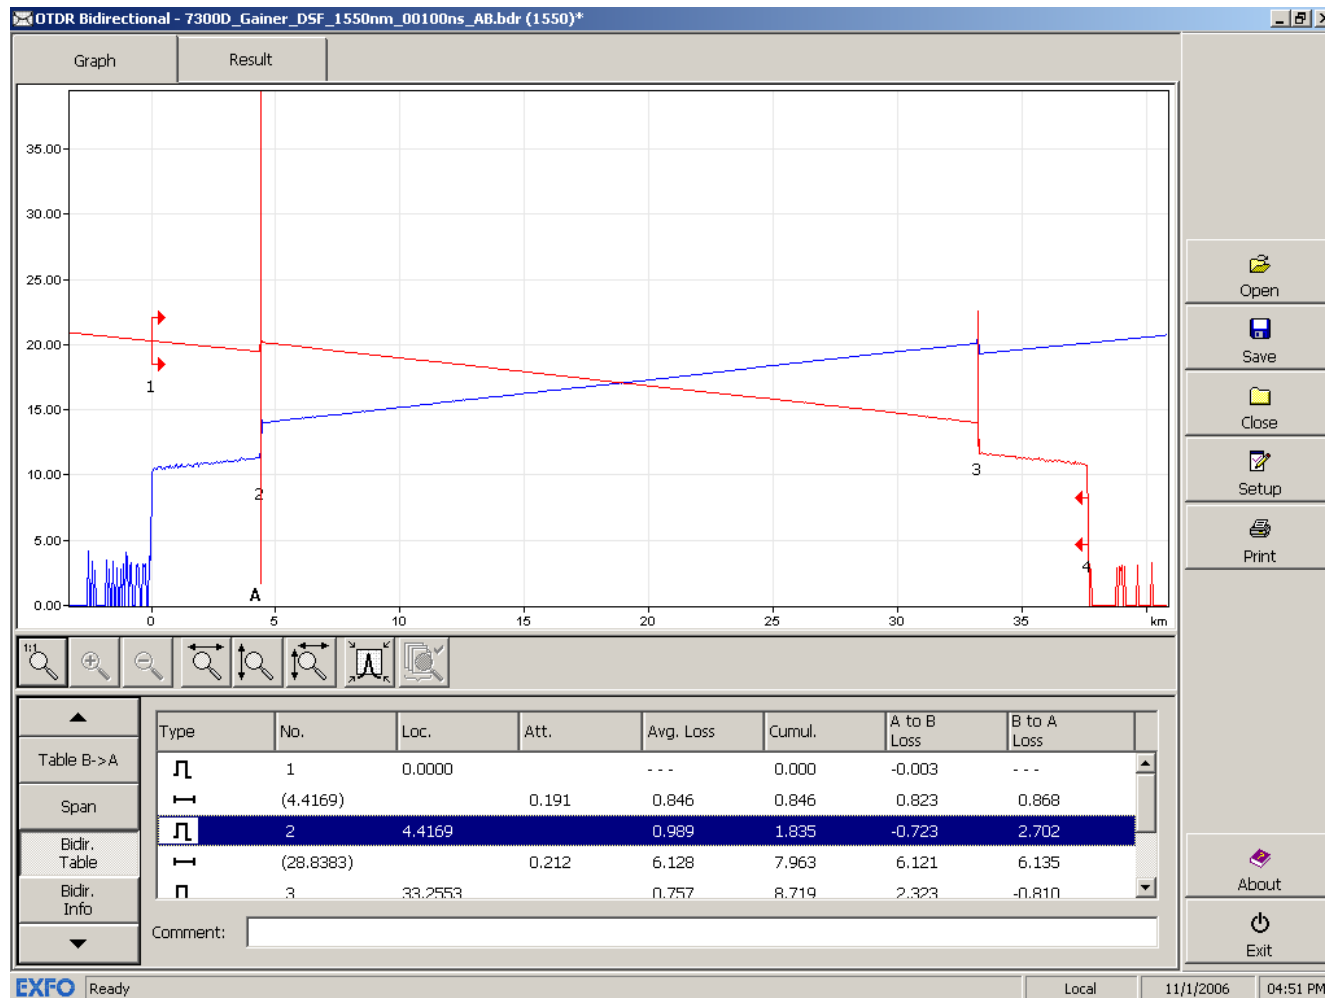 OTDR Bidirectional - 7300D_Gainer_DSF_1550nm_00100ns_AB.bdr (1550)*
Graph Result
35.00
30.00
25.00
20.00
15.00
10.00
5.00
0.00
1
2
3
4
A
0 5 10 15 20 25 30 35 km
Open
Save
Close
Setup
Print
About
Exit
1:1
Table B->A
Span
Bidir. Table
Bidir. Info
Type No. Loc. Att. Avg. Loss Cumul. A to B Loss B to A Loss
1 0.0000 --- 0.000 -0.003 ---
(4.4169) 0.191 0.846 0.846 0.823 0.868
2 4.4169 0.989 1.835 -0.723 2.702
(28.8383) 0.212 6.128 7.963 6.121 6.135
3 33.2553 0.757 8.719 2.323 -0.810
Comment:
EXFO Ready Local 11/1/2006 04:51 PM